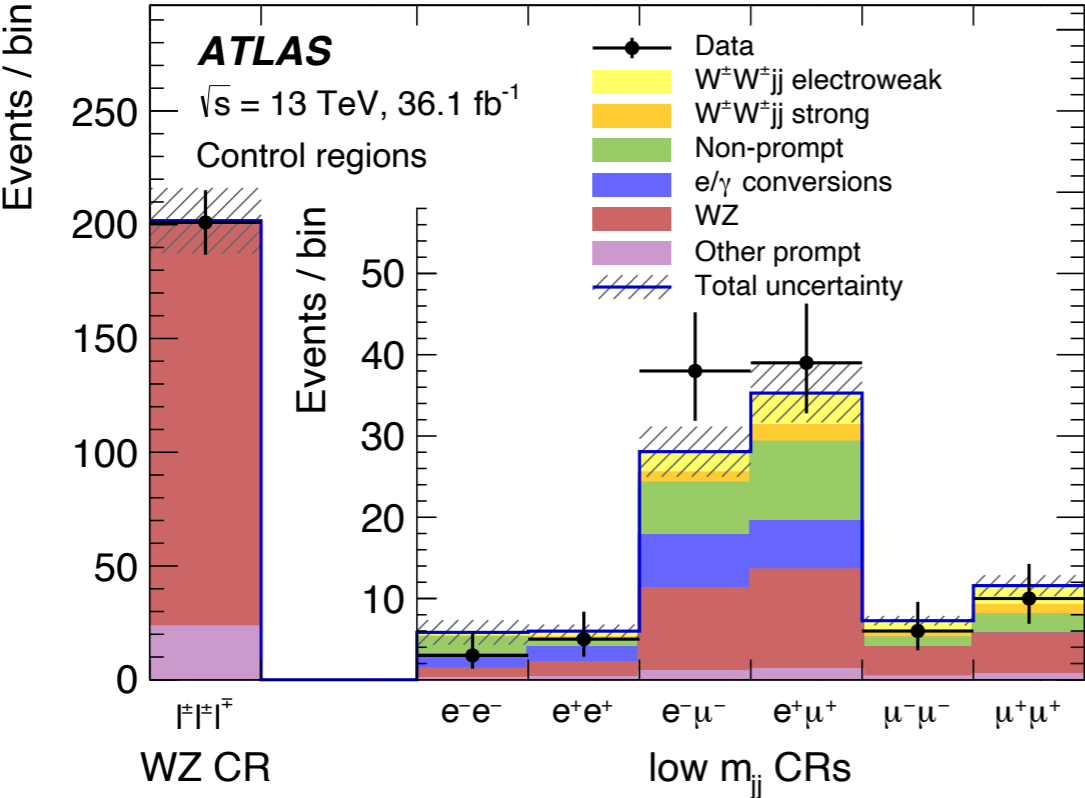 Events / bin
ATLAS
√s = 13 TeV, 36.1 fb⁻¹
Control regions
Data
W±W±jj electroweak
W±W±jj strong
Non-prompt
e/γ conversions
WZ
Other prompt
Total uncertainty
250
200
150
100
50
0
Events / bin
50
40
30
20
10
l±l±l∓
e⁻e⁻ e⁺e⁺ e⁻μ⁻ e⁺μ⁺ μ⁻μ⁻ μ⁺μ⁺
WZ CR
low mjj CRs